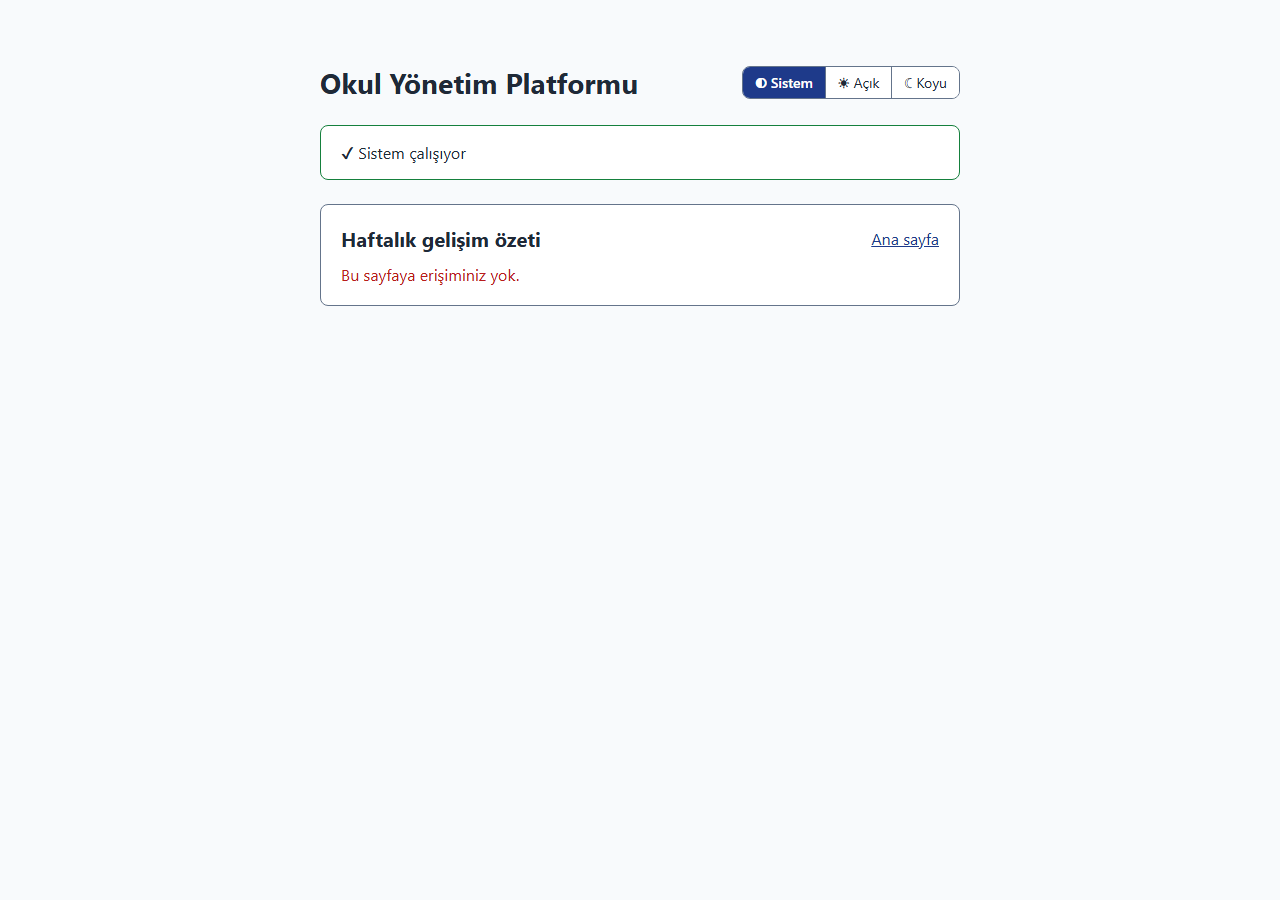 Okul Yönetim Platformu
◐ Sistem ☀ Açık ☾ Koyu
✓ Sistem çalışıyor
Haftalık gelişim özeti
Ana sayfa
Bu sayfaya erişiminiz yok.